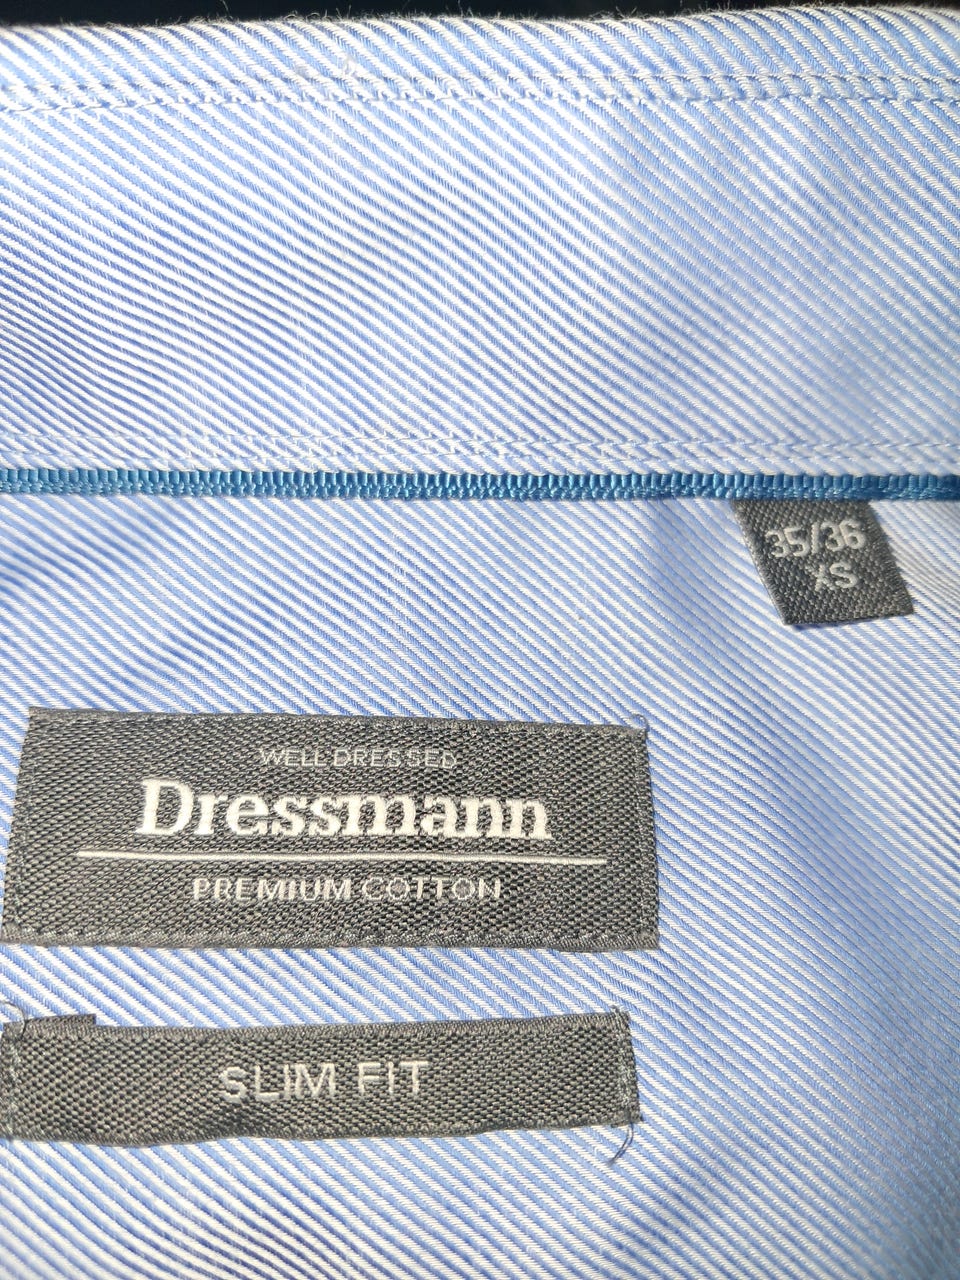 35/36
XS
WELL DRESSED
Dressmann
PREMIUM COTTON
SLIM FIT